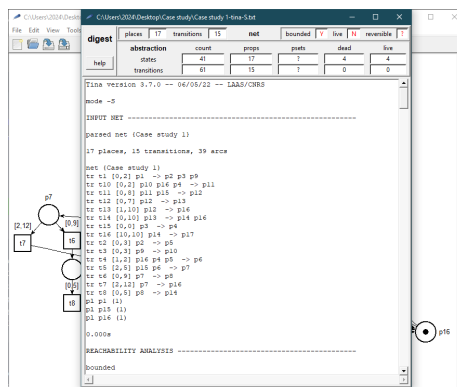 C:\Users\2024\Desktop\Ca
C:\Users\2024\Desktop\Case study\Case study 1-tina-S.txt
File Edit View Tools
digest
places 17 transitions 15 net bounded Y live N reversible ?
help
abstraction count props psets dead live
states 41 17 ? 4 4
transitions 61 15 ? 0 0
Tina version 3.7.0 -- 06/05/22 -- LAAS/CNRS
mode -S
INPUT NET -------------------------------------------------------
parsed net (Case study 1)
17 places, 15 transitions, 39 arcs
net (Case study 1)
tr t1 [0,2] p1 -> p2 p3 p9
tr t10 [0,2] p10 p16 p4 -> p11
tr t11 [0,8] p11 p15 -> p12
tr t12 [0,7] p12 -> p13
tr t13 [1,10] p12 -> p16
tr t14 [0,10] p13 -> p14 p16
tr t15 [0,0] p3 -> p4
tr t16 [10,10] p14 -> p17
tr t2 [0,3] p2 -> p5
tr t3 [0,3] p9 -> p10
tr t4 [1,2] p16 p4 p5 -> p6
tr t5 [2,5] p15 p6 -> p7
tr t6 [0,9] p7 -> p8
tr t7 [2,12] p7 -> p16
tr t8 [0,5] p8 -> p14
pl p1 (1)
pl p15 (1)
pl p16 (1)
0.000s
REACHABILITY ANALYSIS -------------------------------------------
bounded
p7
[2,12]
[0,9]
t7
t6
[0,5]
t8
p16